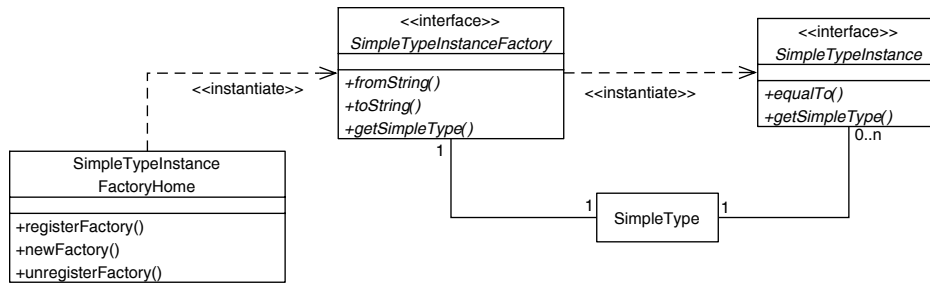 <<interface>>
SimpleTypeInstanceFactory
+fromString()
+toString()
+getSimpleType()
<<interface>>
SimpleTypeInstance
+equalTo()
+getSimpleType()
<<instantiate>>
<<instantiate>>
SimpleTypeInstance
FactoryHome
+registerFactory()
+newFactory()
+unregisterFactory()
1
0..n
1
SimpleType
1